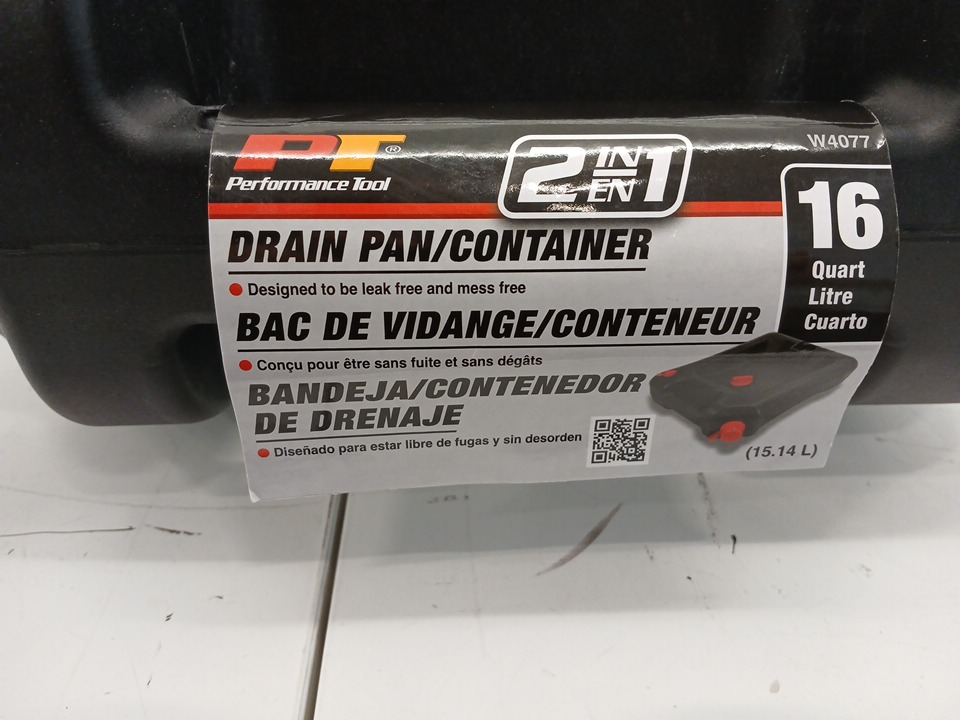 PT®
Performance Tool
2 IN EN 1
W4077
16
Quart
Litre
Cuarto
DRAIN PAN/CONTAINER
Designed to be leak free and mess free
BAC DE VIDANGE/CONTENEUR
Conçu pour être sans fuite et sans dégâts
BANDEJA/CONTENEDOR
DE DRENAJE
Diseñado para estar libre de fugas y sin desorden
(15.14 L)